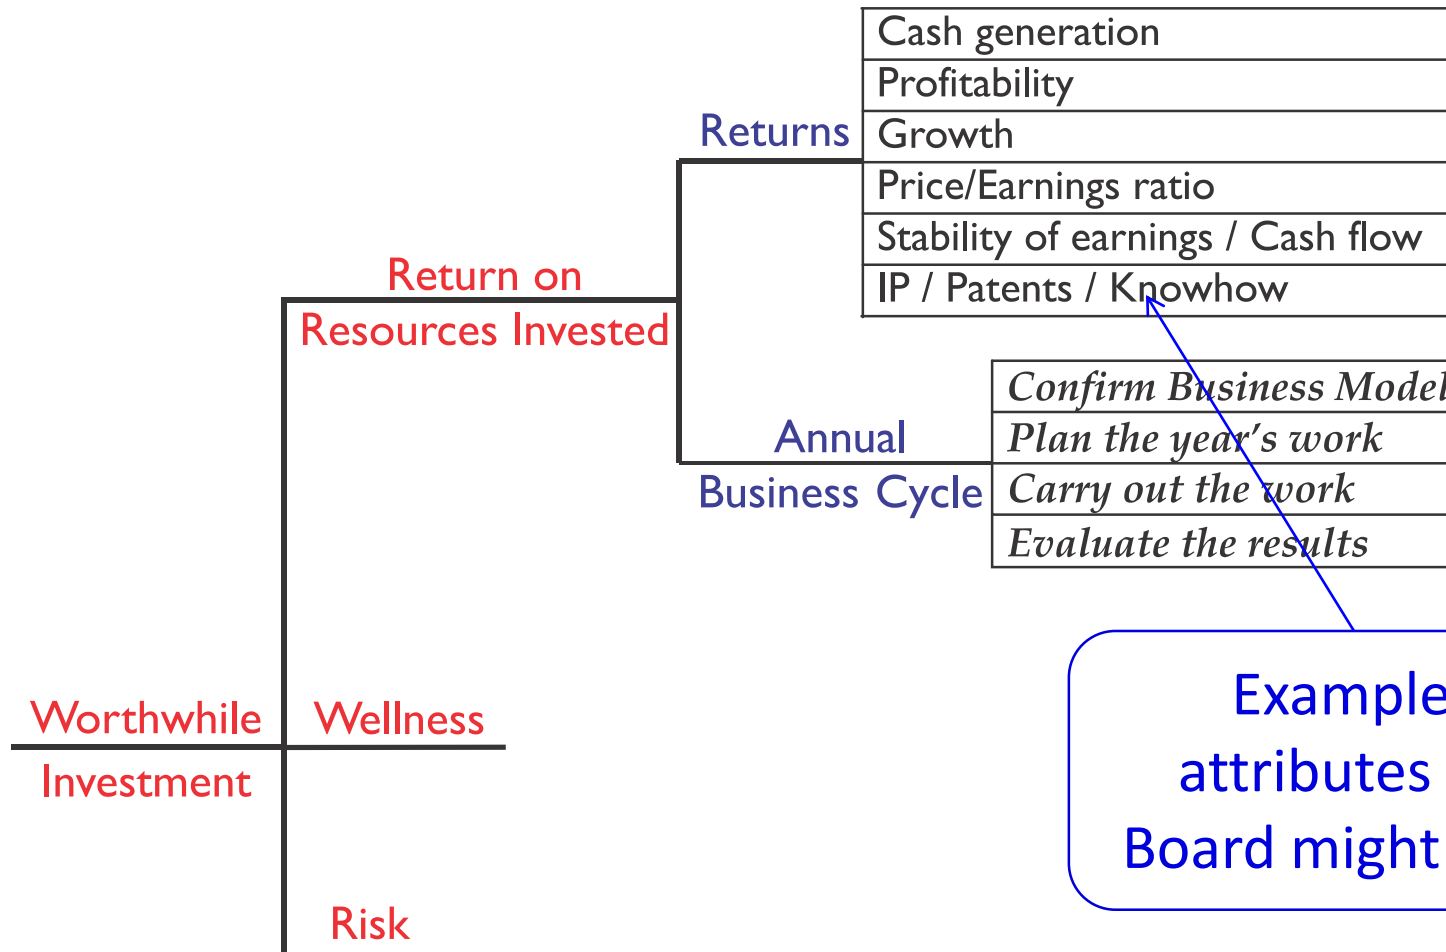 Cash generation
Profitability
Returns
Growth
Price/Earnings ratio
Stability of earnings / Cash flow
IP / Patents / Knowhow
Return on
Resources Invested
Confirm Business Model
Plan the year's work
Annual
Business Cycle
Carry out the work
Evaluate the results
Worthwhile
Investment
Wellness
Example
attributes
Board might
Risk